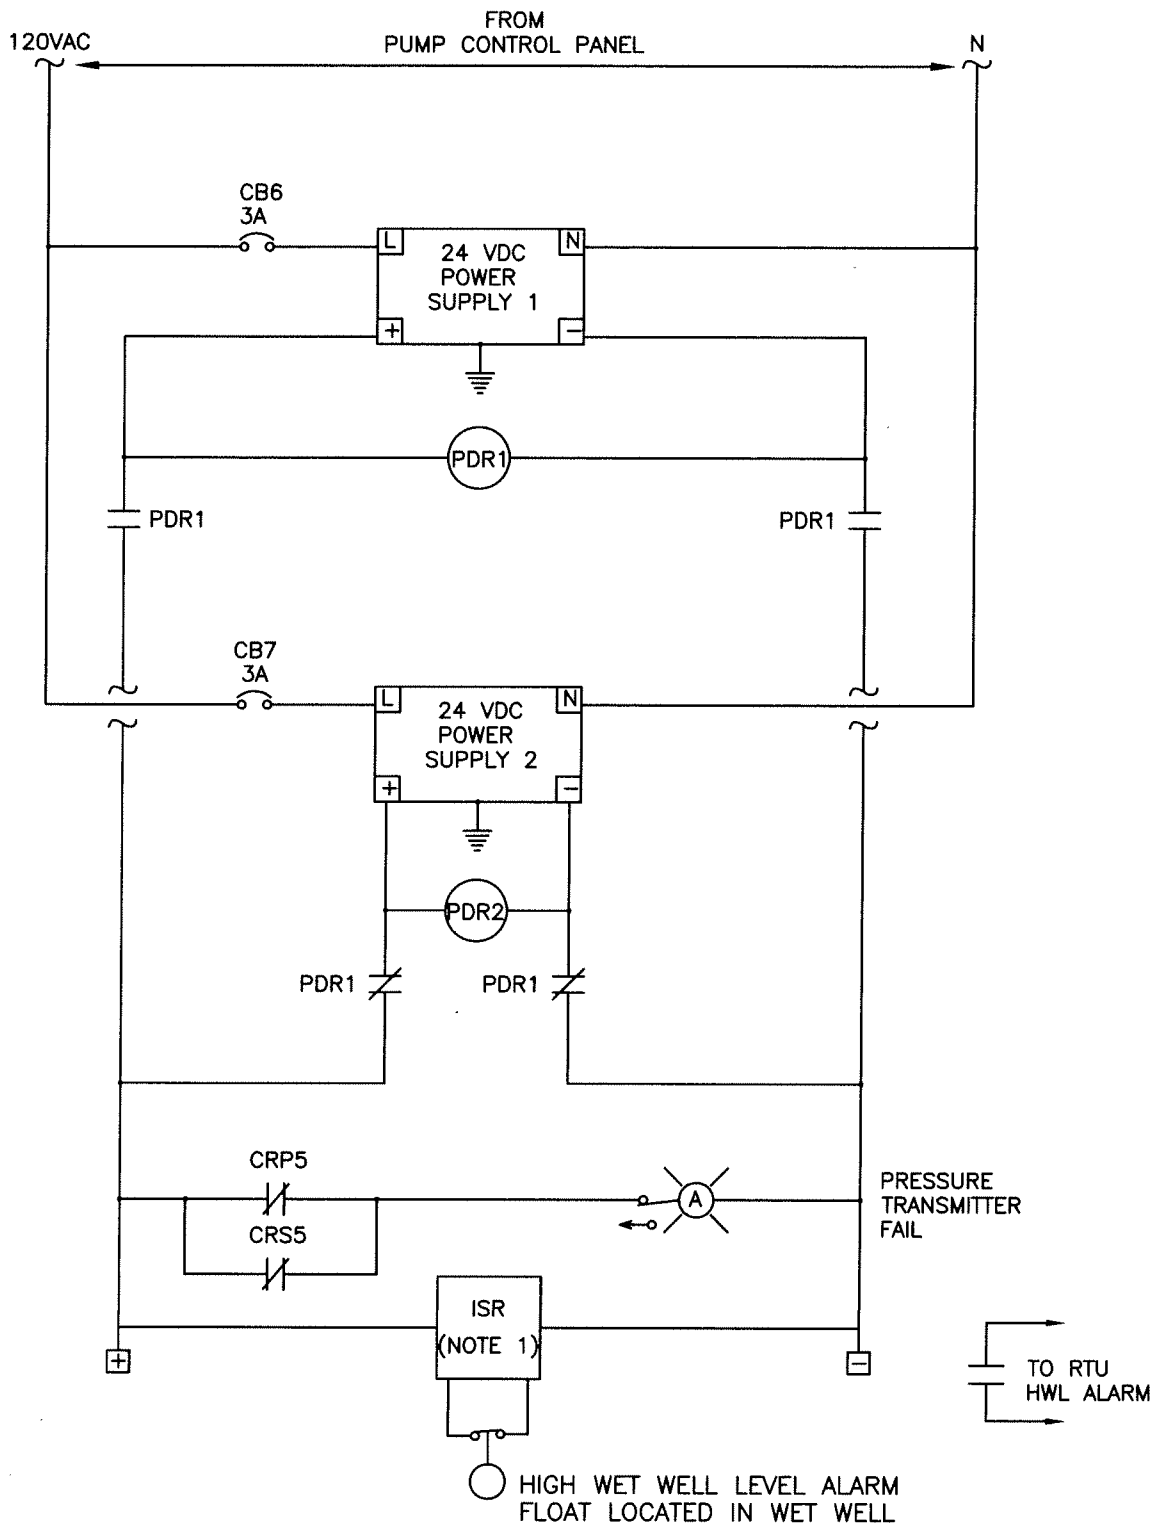 FROM
120VAC
PUMP CONTROL PANEL
N
CB6
3A
L
N
24 VDC
POWER
SUPPLY 1
+
−
PDR1
PDR1
PDR1
CB7
3A
L
N
24 VDC
POWER
SUPPLY 2
+
−
PDR2
PDR1
PDR1
CRP5
A
PRESSURE
TRANSMITTER
FAIL
CRS5
ISR
(NOTE 1)
+
−
TO RTU
HWL ALARM
HIGH WET WELL LEVEL ALARM
FLOAT LOCATED IN WET WELL